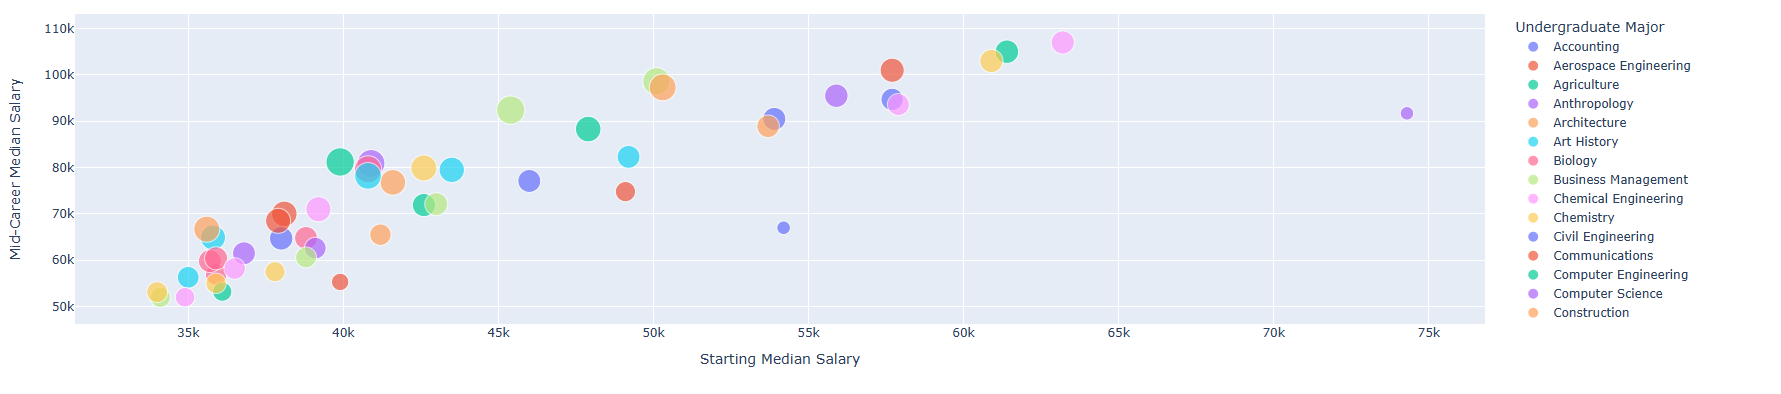 110k
100k
90k
80k
70k
60k
50k
Mid-Career Median Salary
35k
40k
45k
50k
55k
60k
65k
70k
75k
Starting Median Salary
Undergraduate Major
Accounting
Aerospace Engineering
Agriculture
Anthropology
Architecture
Art History
Biology
Business Management
Chemical Engineering
Chemistry
Civil Engineering
Communications
Computer Engineering
Computer Science
Construction